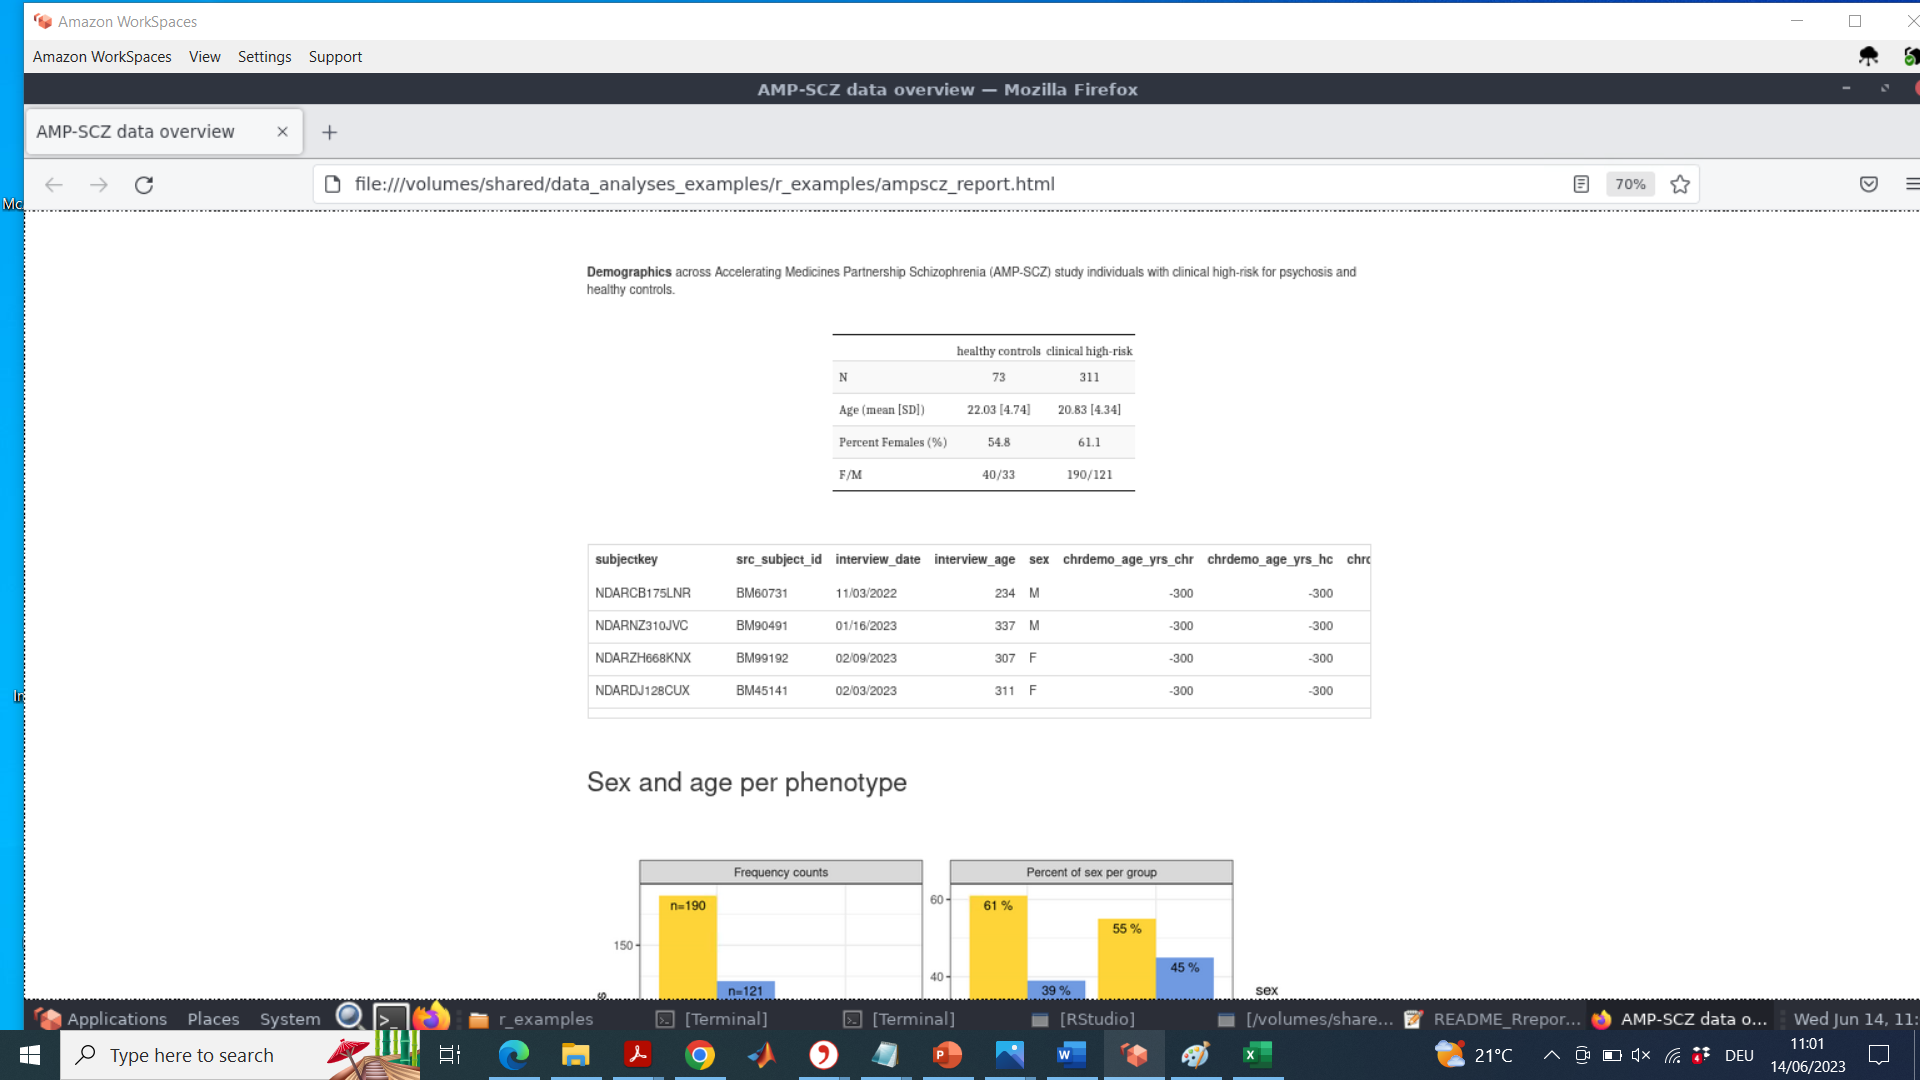 Amazon WorkSpaces
Amazon WorkSpaces View Settings Support
AMP-SCZ data overview — Mozilla Firefox
AMP-SCZ data overview
file:///volumes/shared/data_analyses_examples/r_examples/ampscz_report.html 70%
Mc
Demographics across Accelerating Medicines Partnership Schizophrenia (AMP-SCZ) study individuals with clinical high-risk for psychosis and
healthy controls.
healthy controls clinical high-risk
N 73 311
Age (mean [SD]) 22.03 [4.74] 20.83 [4.34]
Percent Females (%) 54.8 61.1
F/M 40/33 190/121
subjectkey src_subject_id interview_date interview_age sex chrdemo_age_yrs_chr chrdemo_age_yrs_hc chrd
NDARCB175LNR BM60731 11/03/2022 234 M -300 -300
NDARNZ310JVC BM90491 01/16/2023 337 M -300 -300
NDARZH668KNX BM99192 02/09/2023 307 F -300 -300
NDARDJ128CUX BM45141 02/03/2023 311 F -300 -300
In
Sex and age per phenotype
Frequency counts Percent of sex per group
n=190 60 61 %
55 %
150
45 %
40
n=121 39 % sex
Applications Places System r_examples [Terminal] [Terminal] [RStudio] [/volumes/share... README_Rrepor... AMP-SCZ data o... Wed Jun 14, 11:
Type here to search 21°C DEU 11:01
14/06/2023